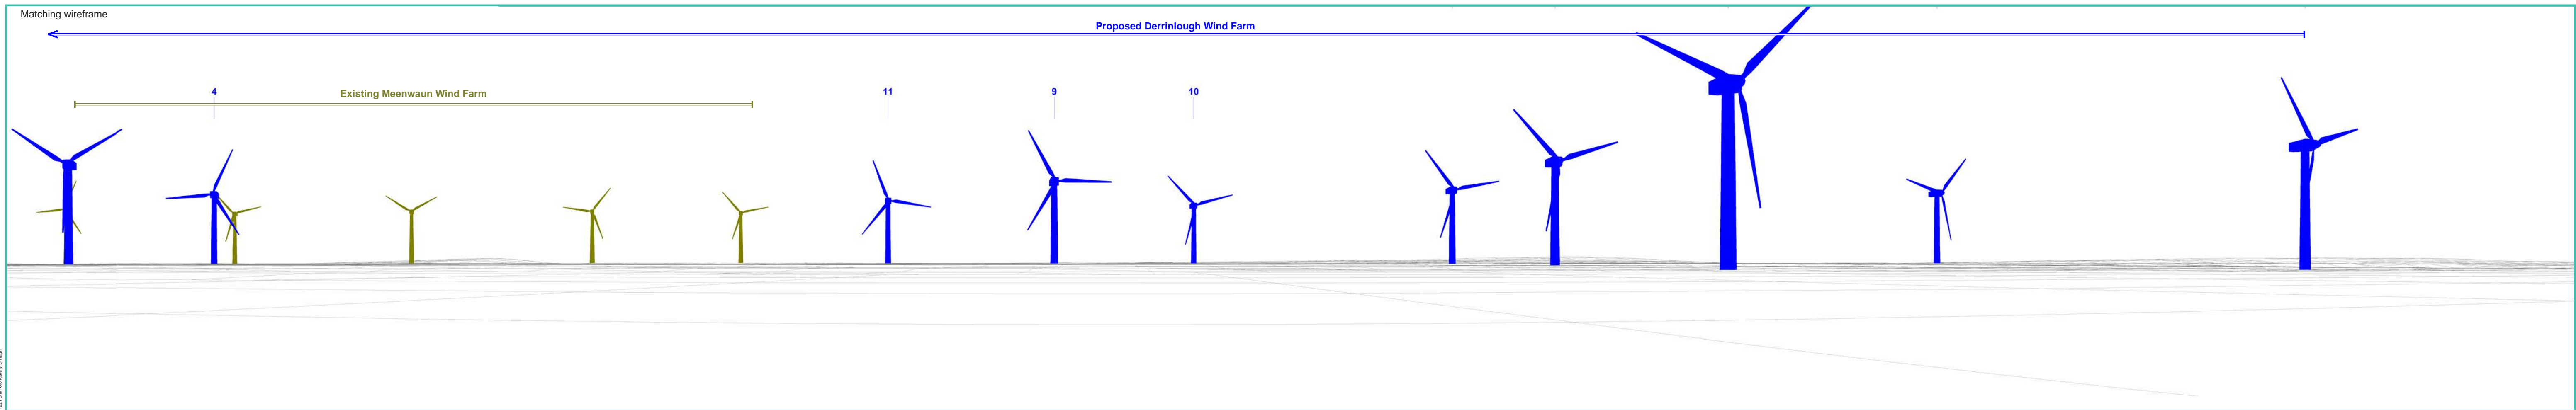 Matching wireframe
Proposed Derrinlough Wind Farm
Existing Meenwaun Wind Farm
4
11
9
10